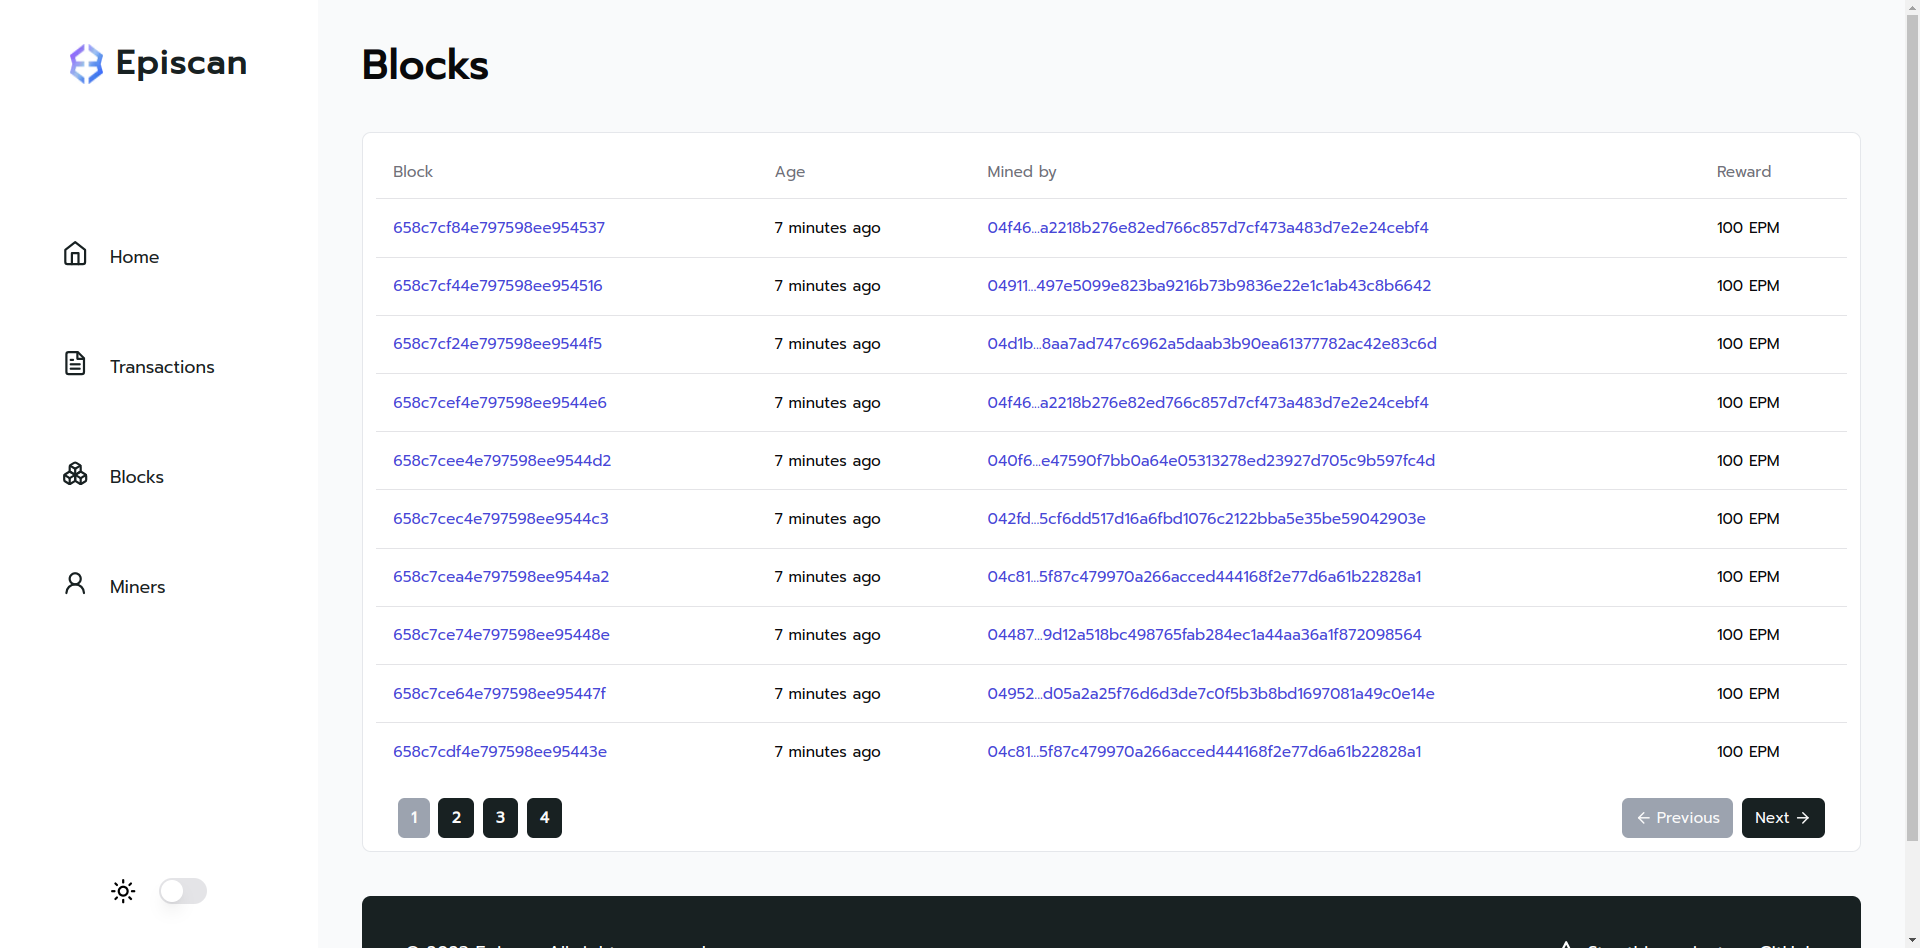 Episcan
Home
Transactions
Blocks
Miners
Blocks
Block Age Mined by Reward
658c7cf84e797598ee954537 7 minutes ago 04f46...a2218b276e82ed766c857d7cf473a483d7e2e24cebf4 100 EPM
658c7cf44e797598ee954516 7 minutes ago 04911...497e5099e823ba9216b73b9836e22e1c1ab43c8b6642 100 EPM
658c7cf24e797598ee9544f5 7 minutes ago 04d1b...8aa7ad747c6962a5daab3b90ea61377782ac42e83c6d 100 EPM
658c7cef4e797598ee9544e6 7 minutes ago 04f46...a2218b276e82ed766c857d7cf473a483d7e2e24cebf4 100 EPM
658c7cee4e797598ee9544d2 7 minutes ago 040f6...e47590f7bb0a64e05313278ed23927d705c9b597fc4d 100 EPM
658c7cec4e797598ee9544c3 7 minutes ago 042fd...5cf6dd517d16a6fbd1076c2122bba5e35be59042903e 100 EPM
658c7cea4e797598ee9544a2 7 minutes ago 04c81...5f87c479970a266acced444168f2e77d6a61b22828a1 100 EPM
658c7ce74e797598ee95448e 7 minutes ago 04487...9d12a518bc498765fab284ec1a44aa36a1f872098564 100 EPM
658c7ce64e797598ee95447f 7 minutes ago 04952...d05a2a25f76d6d3de7c0f5b3b8bd1697081a49c0e14e 100 EPM
658c7cdf4e797598ee95443e 7 minutes ago 04c81...5f87c479970a266acced444168f2e77d6a61b22828a1 100 EPM
1 2 3 4 ← Previous Next →